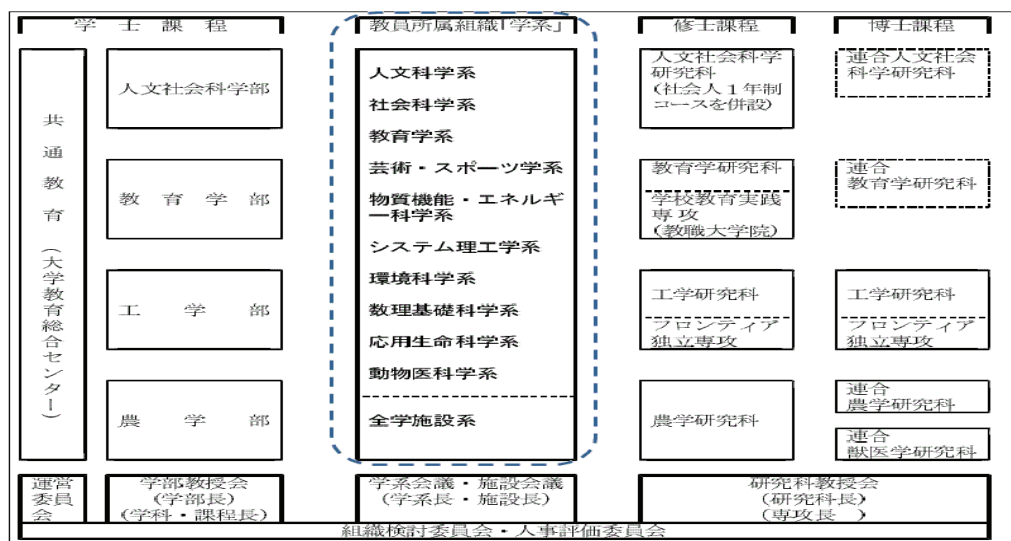 学士課程
教員所属組織「学系」
修士課程
博士課程
共通教育（大学教育総合センター）
人文社会科学部
教育学部
工学部
農学部
人文科学系
社会科学系
教育学系
芸術・スポーツ学系
物質機能・エネルギ
ー科学系
システム理工学系
環境科学系
数理基礎科学系
応用生命科学系
動物医科学系
全学施設系
人文社会科学
研究科
(社会人１年制
コースを併設)
教育学研究科
学校教育実践
専攻
(教職大学院)
工学研究科
フロンティア
独立専攻
農学研究科
連合人文社会
科学研究科
連合
教育学研究科
工学研究科
フロンティア
独立専攻
連合
農学研究科
連合
獣医学研究科
運営
委員
会
学部教授会
(学部長)
(学科・課程長)
学系会議・施設会議
(学系長・施設長)
研究科教授会
(研究科長)
(専攻長　)
組織検討委員会・人事評価委員会